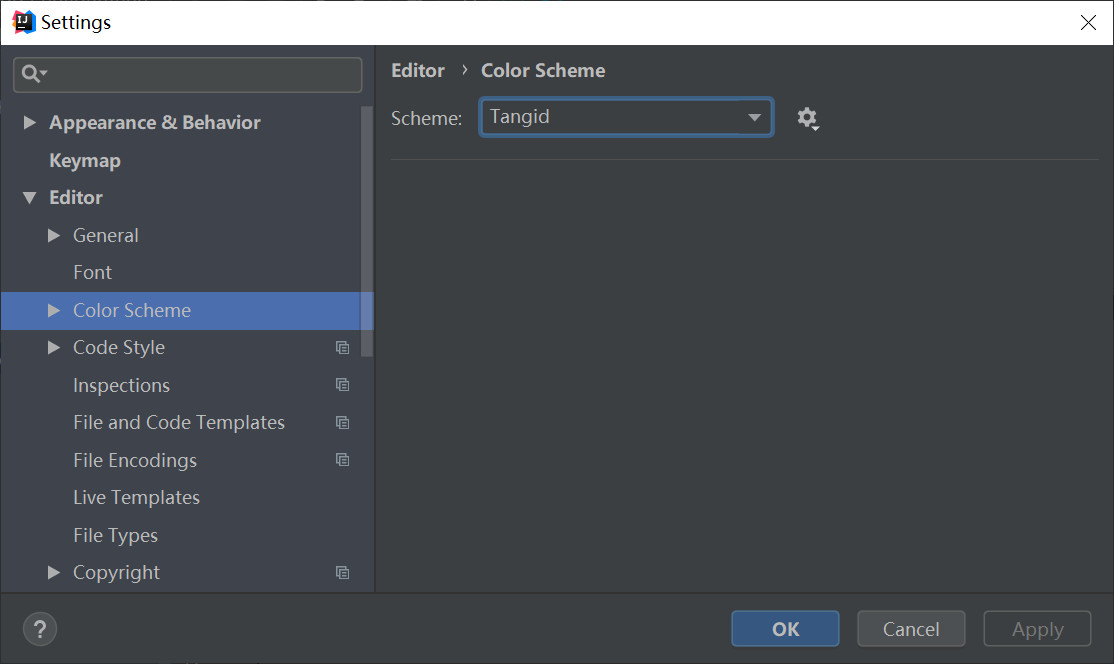 Settings
Appearance & Behavior
Keymap
Editor
General
Font
Color Scheme
Code Style
Inspections
File and Code Templates
File Encodings
Live Templates
File Types
Copyright
Editor › Color Scheme
Scheme: Tangid
?
OK
Cancel
Apply